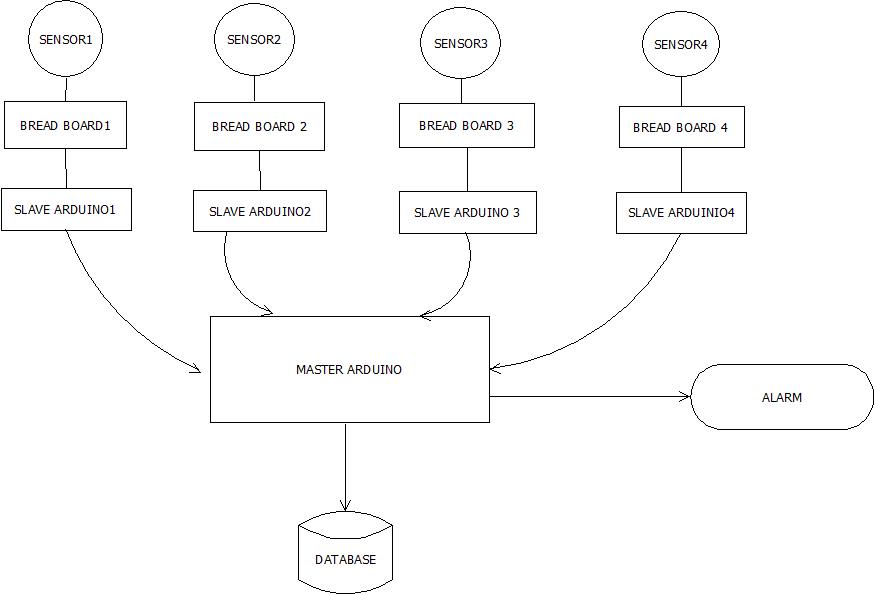 SENSOR1
SENSOR2
SENSOR3
SENSOR4
BREAD BOARD1
BREAD BOARD 2
BREAD BOARD 3
BREAD BOARD 4
SLAVE ARDUINO1
SLAVE ARDUINO2
SLAVE ARDUINO 3
SLAVE ARDUINIO4
MASTER ARDUINO
ALARM
DATABASE